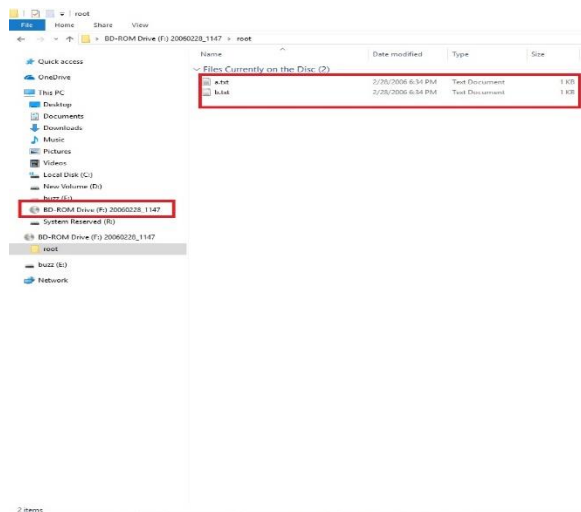 root
File Home Share View
BD-ROM Drive (F:) 20060228_1147 root
Name Date modified Type Size
Quick access
Files Currently on the Disc (2)
OneDrive
a.txt 2/28/2006 6:34 PM Text Document 1 KB
This PC
b.txt 2/28/2006 6:34 PM Text Document 1 KB
Desktop
Documents
Downloads
Music
Pictures
Videos
Local Disk (C:)
New Volume (D:)
buzz (E:)
BD-ROM Drive (F:) 20060228_1147
System Reserved (R:)
BD-ROM Drive (F:) 20060228_1147
root
buzz (E:)
Network
2 items